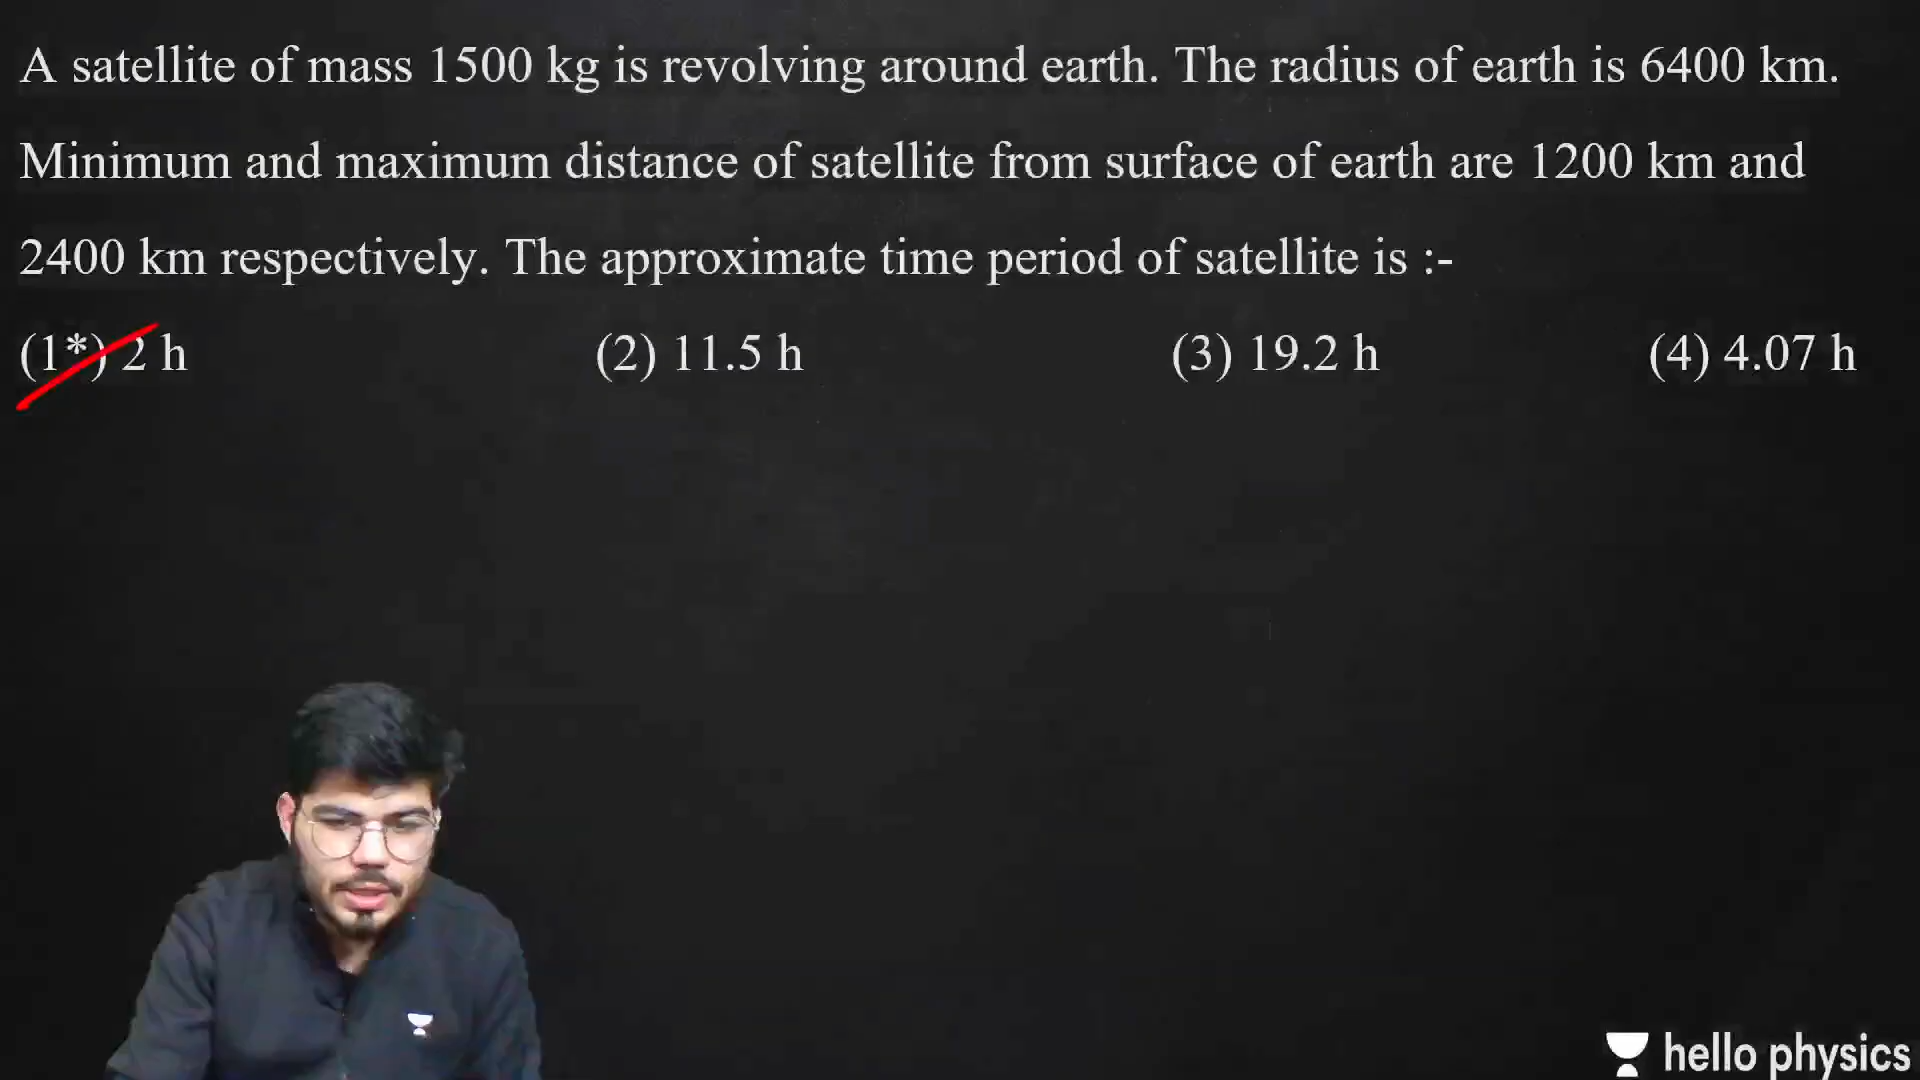 A satellite of mass 1500 kg is revolving around earth. The radius of earth is 6400 km.
Minimum and maximum distance of satellite from surface of earth are 1200 km and
2400 km respectively. The approximate time period of satellite is :-
(1*) 2 h (2) 11.5 h (3) 19.2 h (4) 4.07 h
hello physics